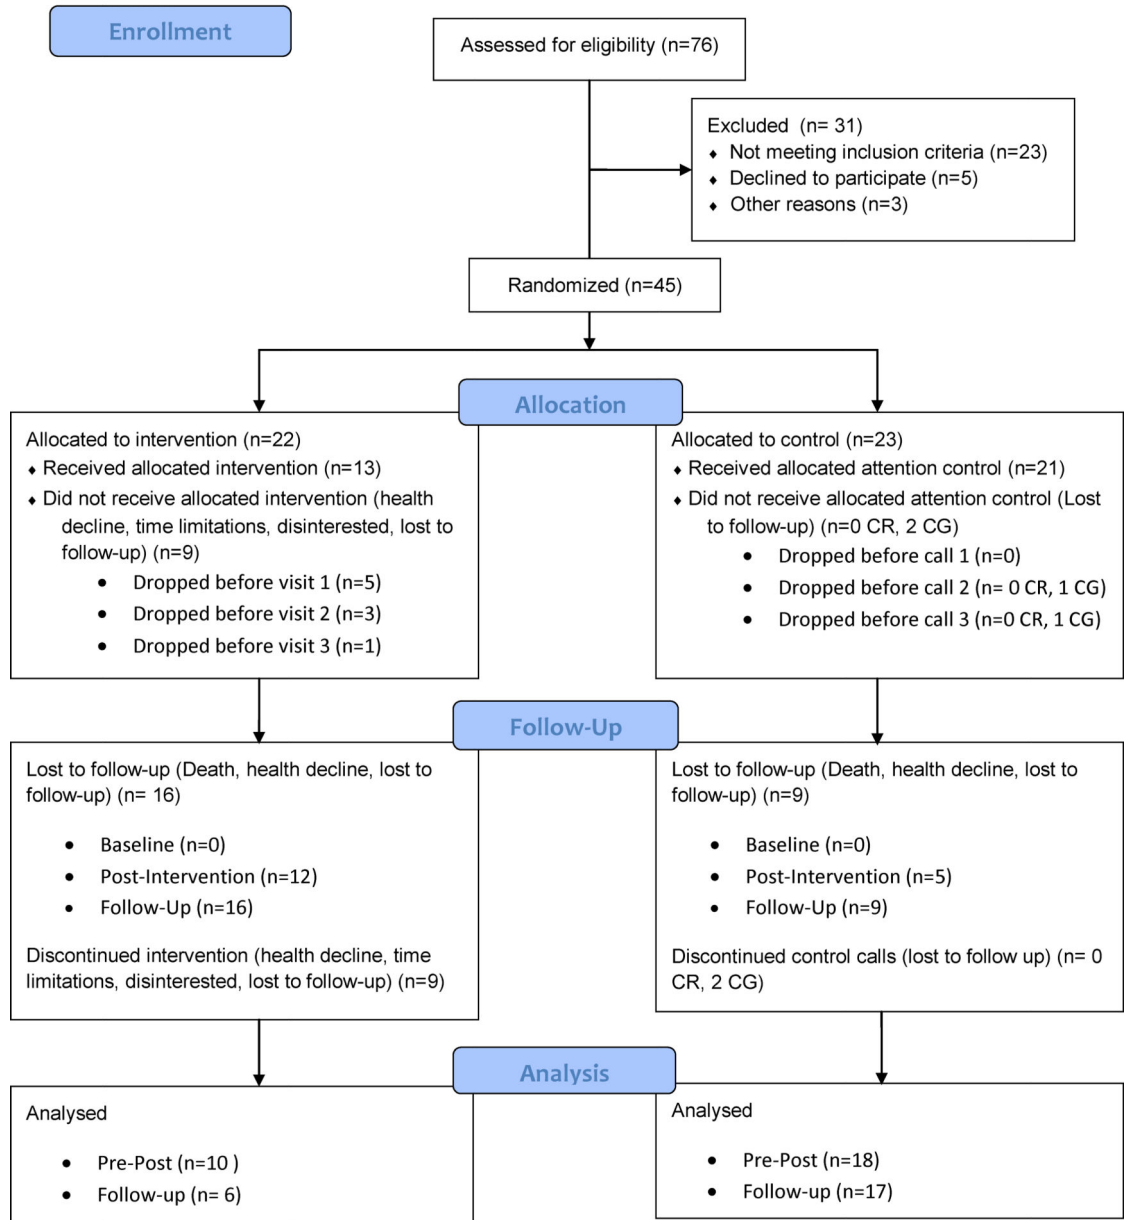 Enrollment
Assessed for eligibility (n=76)
Excluded (n= 31)
♦ Not meeting inclusion criteria (n=23)
♦ Declined to participate (n=5)
♦ Other reasons (n=3)
Randomized (n=45)
Allocation
Allocated to intervention (n=22)
♦ Received allocated intervention (n=13)
♦ Did not receive allocated intervention (health
decline, time limitations, disinterested, lost to
follow-up) (n=9)
• Dropped before visit 1 (n=5)
• Dropped before visit 2 (n=3)
• Dropped before visit 3 (n=1)
Allocated to control (n=23)
♦ Received allocated attention control (n=21)
♦ Did not receive allocated attention control (Lost
to follow-up) (n=0 CR, 2 CG)
• Dropped before call 1 (n=0)
• Dropped before call 2 (n= 0 CR, 1 CG)
• Dropped before call 3 (n=0 CR, 1 CG)
Follow-Up
Lost to follow-up (Death, health decline, lost to
follow-up) (n= 16)
• Baseline (n=0)
• Post-Intervention (n=12)
• Follow-Up (n=16)
Discontinued intervention (health decline, time
limitations, disinterested, lost to follow-up) (n=9)
Lost to follow-up (Death, health decline, lost to
follow-up) (n=9)
• Baseline (n=0)
• Post-Intervention (n=5)
• Follow-Up (n=9)
Discontinued control calls (lost to follow up) (n= 0
CR, 2 CG)
Analysis
Analysed
• Pre-Post (n=10 )
• Follow-up (n= 6)
Analysed
• Pre-Post (n=18)
• Follow-up (n=17)